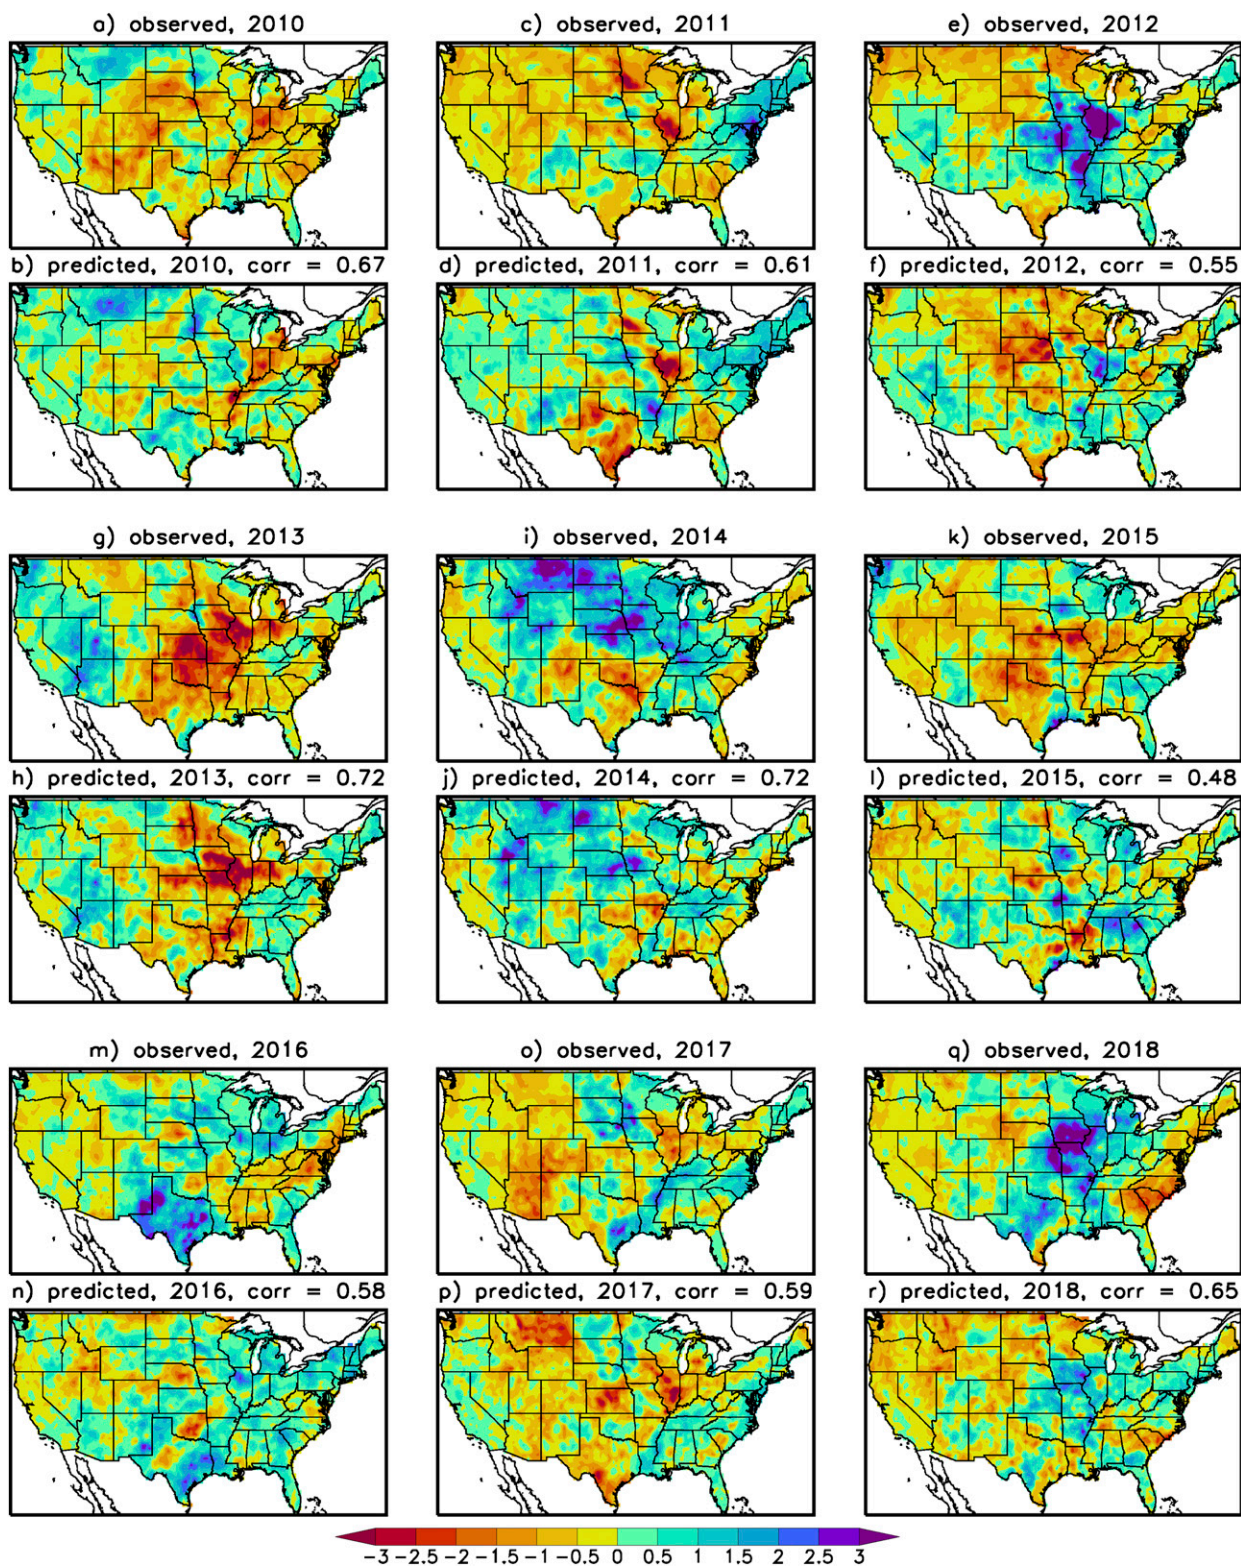 a) observed, 2010
c) observed, 2011
e) observed, 2012
b) predicted, 2010, corr = 0.67
d) predicted, 2011, corr = 0.61
f) predicted, 2012, corr = 0.55
g) observed, 2013
i) observed, 2014
k) observed, 2015
h) predicted, 2013, corr = 0.72
j) predicted, 2014, corr = 0.72
l) predicted, 2015, corr = 0.48
m) observed, 2016
o) observed, 2017
q) observed, 2018
n) predicted, 2016, corr = 0.58
p) predicted, 2017, corr = 0.59
r) predicted, 2018, corr = 0.65
-3 -2.5 -2 -1.5 -1 -0.5 0 0.5 1 1.5 2 2.5 3